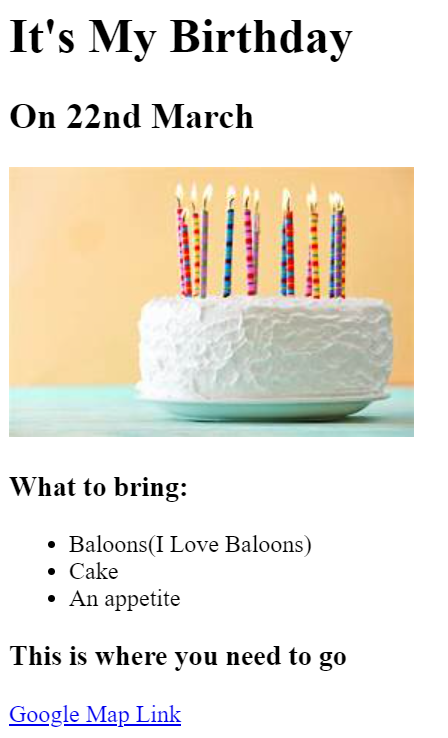 It's My Birthday
On 22nd March
What to bring:
Baloons(I Love Baloons)
Cake
An appetite
This is where you need to go
Google Map Link